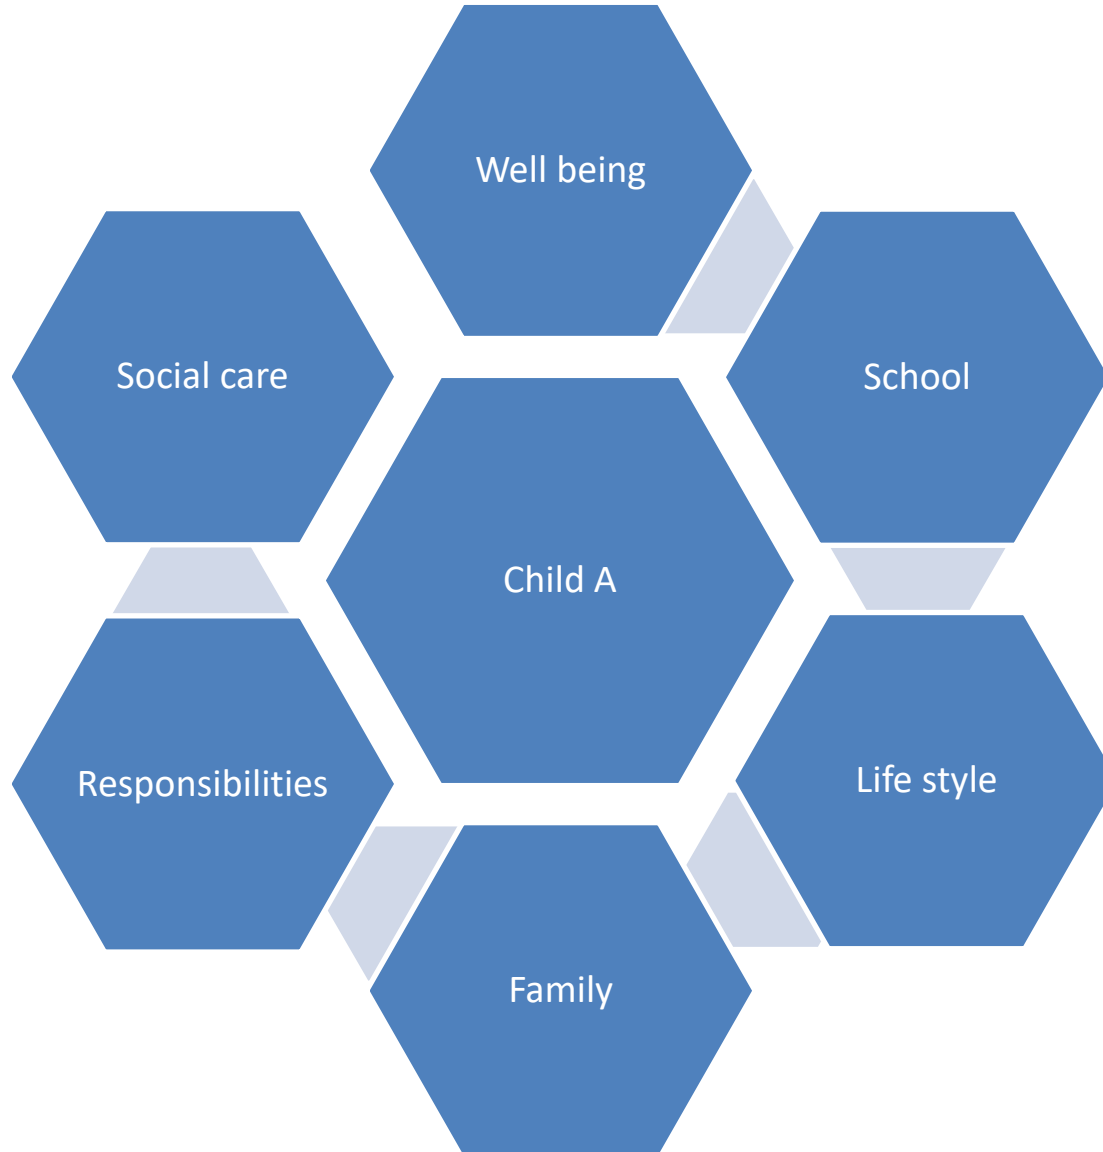 Well being
Social care
School
Child A
Responsibilities
Life style
Family